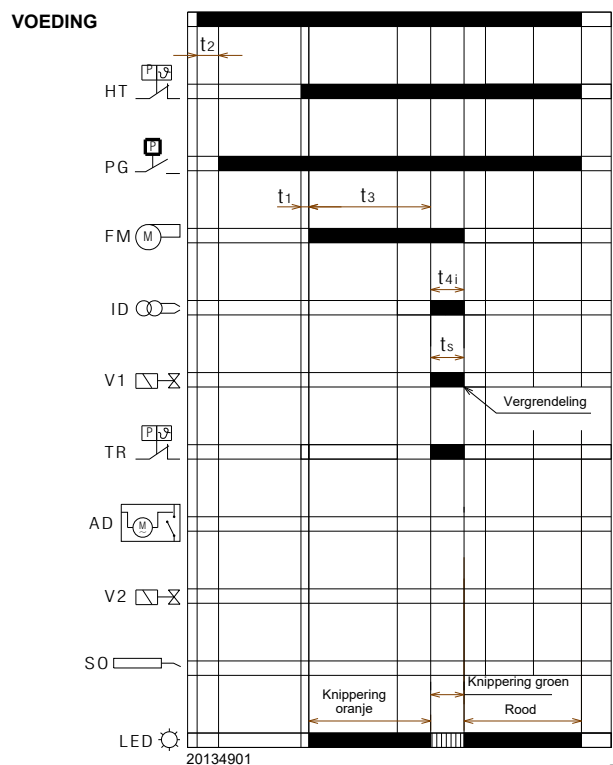 VOEDING
t2
P ϑ
HT
P
PG
t1 t3
FM M
t4i
ID
ts
V1
Vergrendeling
P ϑ
TR
AD M ~
V2
SO
Knippering groen
Knippering
oranje
Rood
LED
20134901